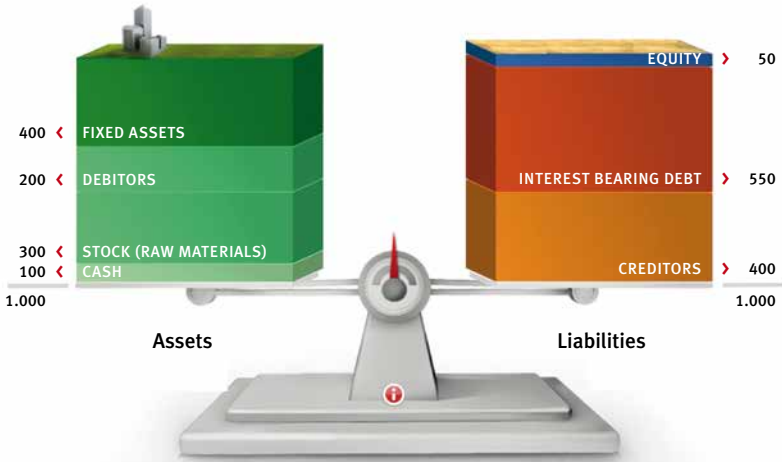 400 < FIXED ASSETS
200 < DEBITORS
300 < STOCK (RAW MATERIALS)
100 < CASH
1.000
Assets
EQUITY > 50
INTEREST BEARING DEBT > 550
CREDITORS > 400
1.000
Liabilities
i